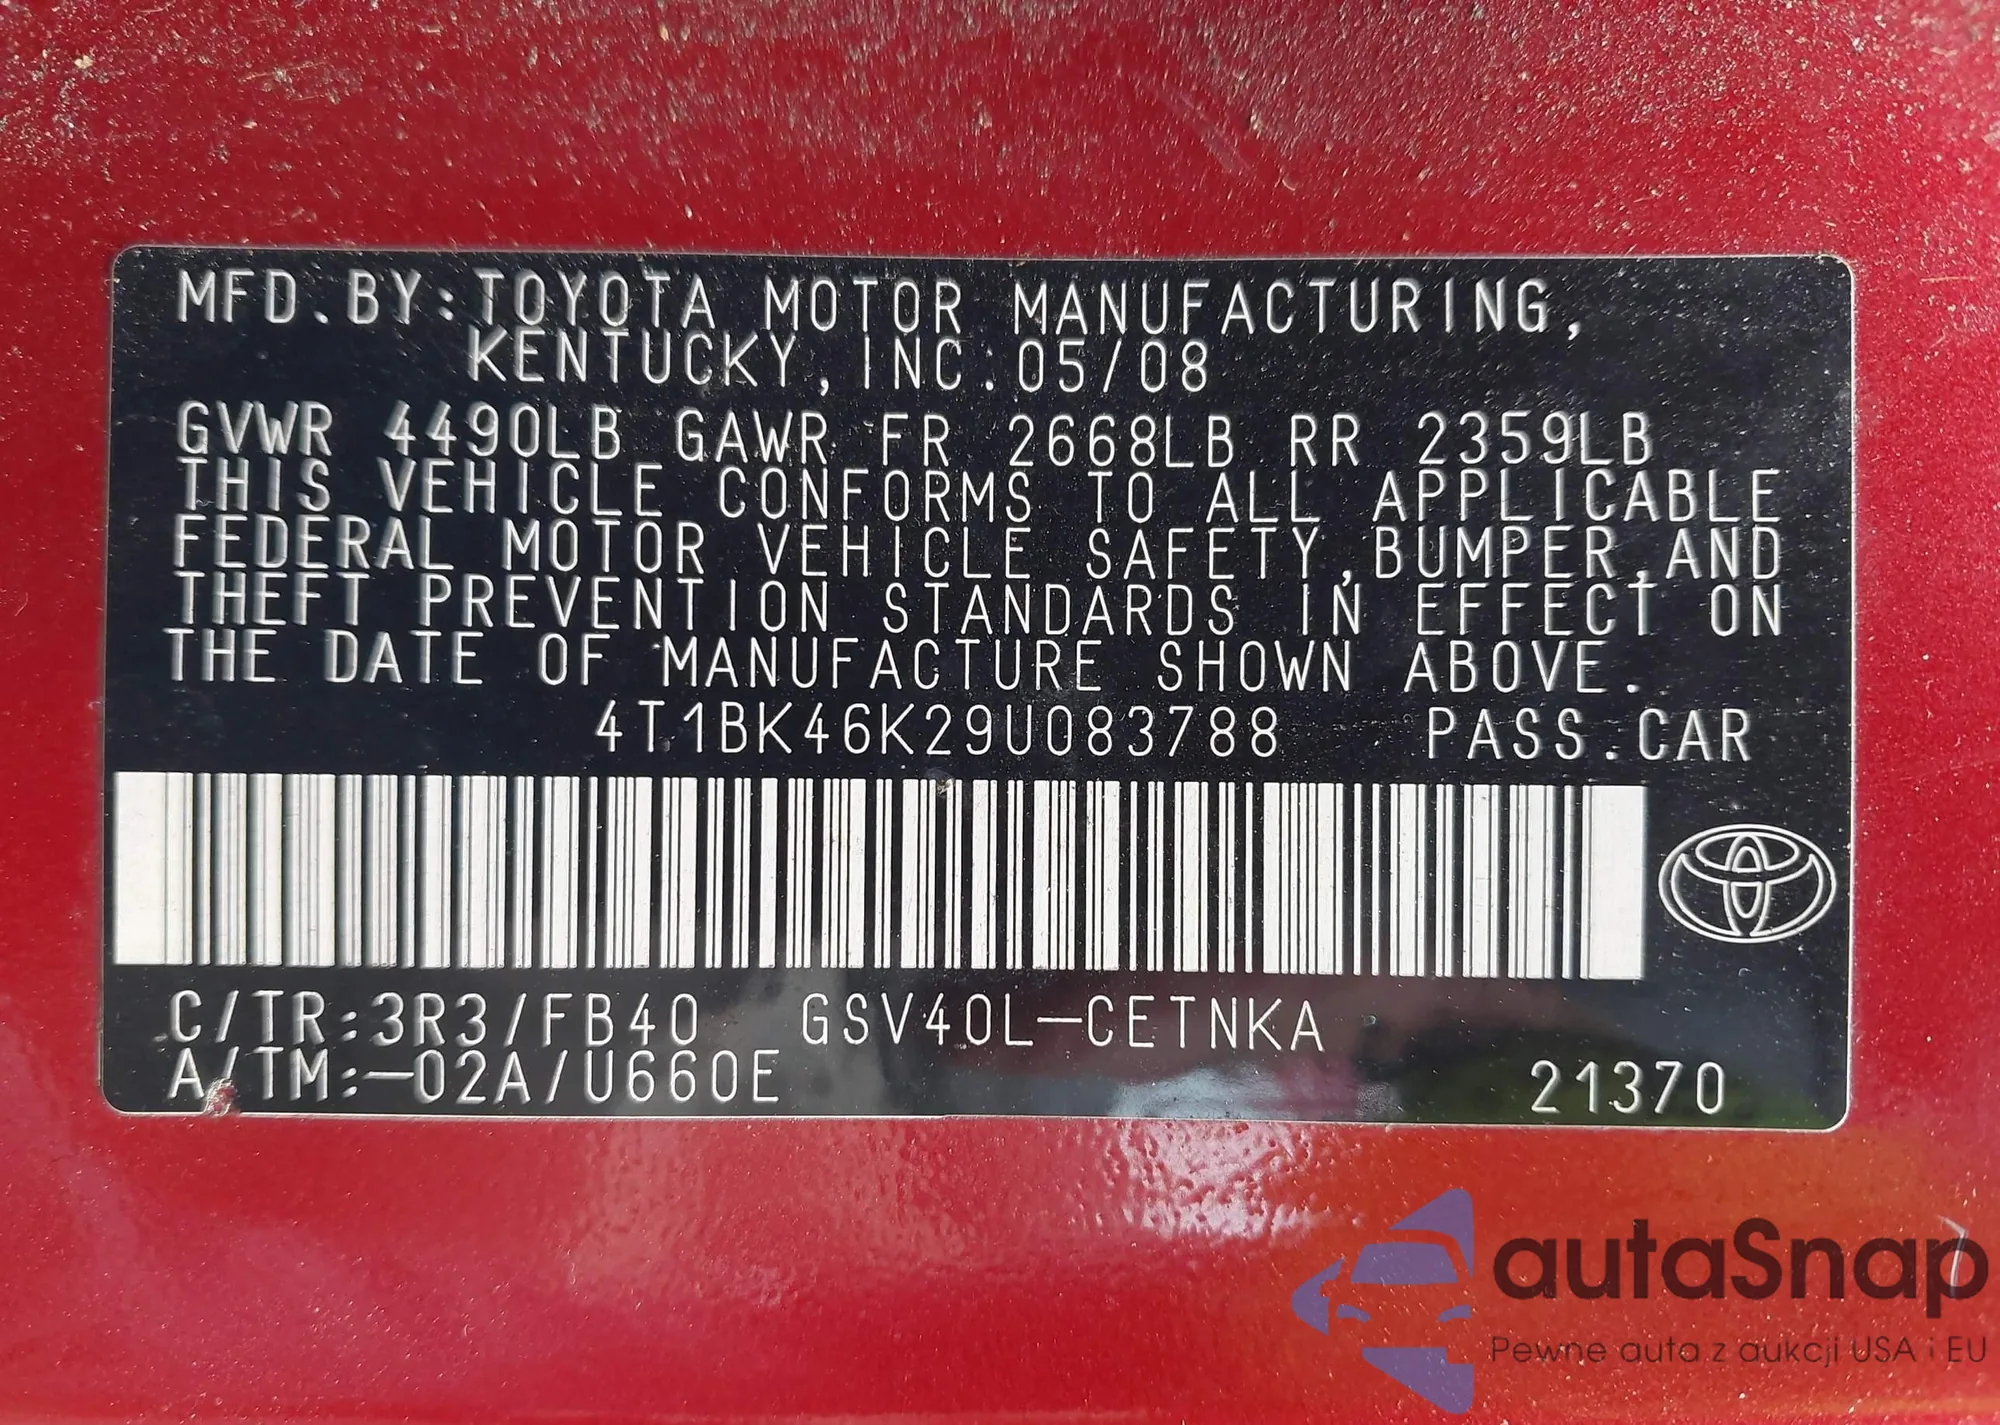 MFD.BY:TOYOTA MOTOR MANUFACTURING,
KENTUCKY,INC.05/08
GVWR 4490LB GAWR FR 2668LB RR 2359LB
THIS VEHICLE CONFORMS TO ALL APPLICABLE
FEDERAL MOTOR VEHICLE SAFETY,BUMPER,AND
THEFT PREVENTION STANDARDS IN EFFECT ON
THE DATE OF MANUFACTURE SHOWN ABOVE.
4T1BK46K29U083788 PASS.CAR
C/TR:3R3/FB40 GSV40L-CETNKA
A/TM:-02A/U660E 21370
autaSnap
Pewne auta z aukcji USA i EU